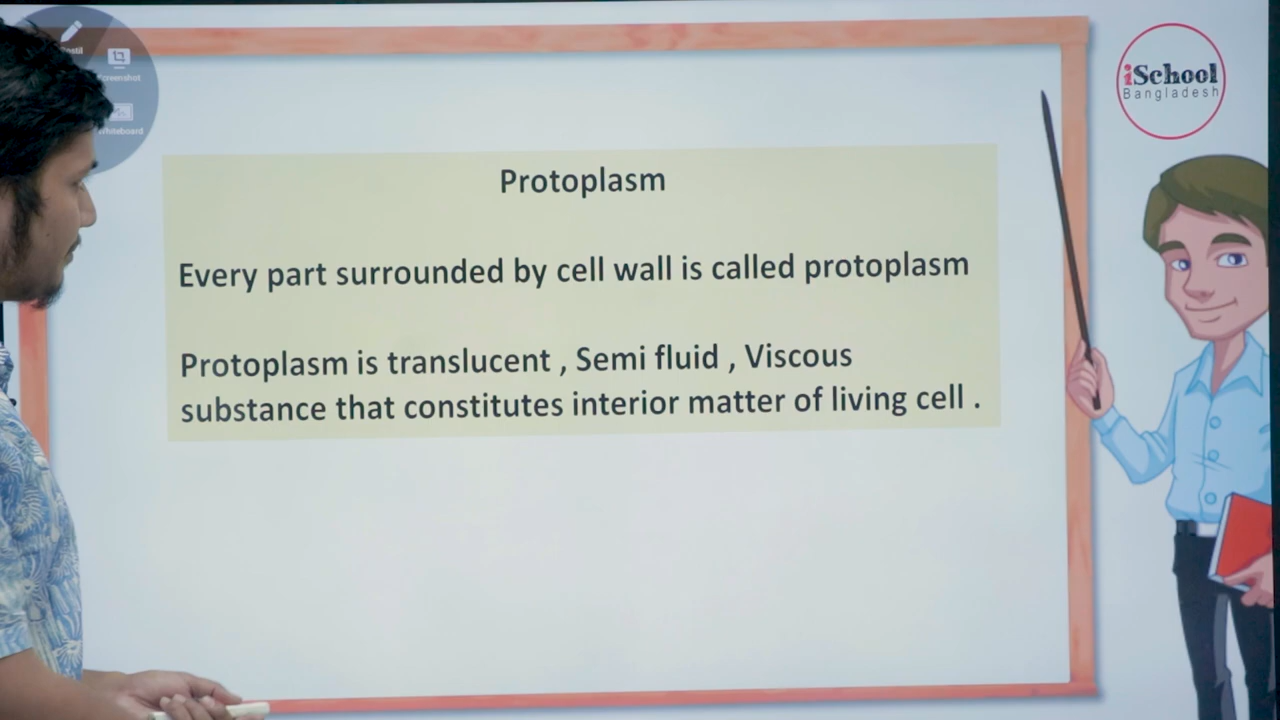 Screenshot
Whiteboard
iSchool
Bangladesh
Protoplasm
Every part surrounded by cell wall is called protoplasm
Protoplasm is translucent , Semi fluid , Viscous
substance that constitutes interior matter of living cell .